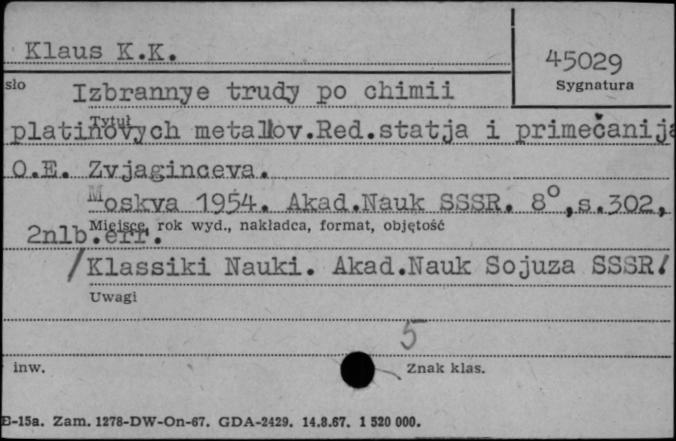 Klaus K.K.
45029
sło
Sygnatura
Izbrannye trudy po chimii
Tytuł
platinovych metallov.Red.statja i primečanija
O.E. Zvjaginceva.
Moskva 1954. Akad.Nauk SSSR. 8°,s.302,
Miejsce, rok wyd., nakładca, format, objętość
2nlb.err.
/Klassiki Nauki. Akad.Nauk Sojuza SSSR/
Uwagi
5
inw.
Znak klas.
E-15a. Zam. 1278-DW-On-67. GDA-2429. 14.8.67. 1 520 000.